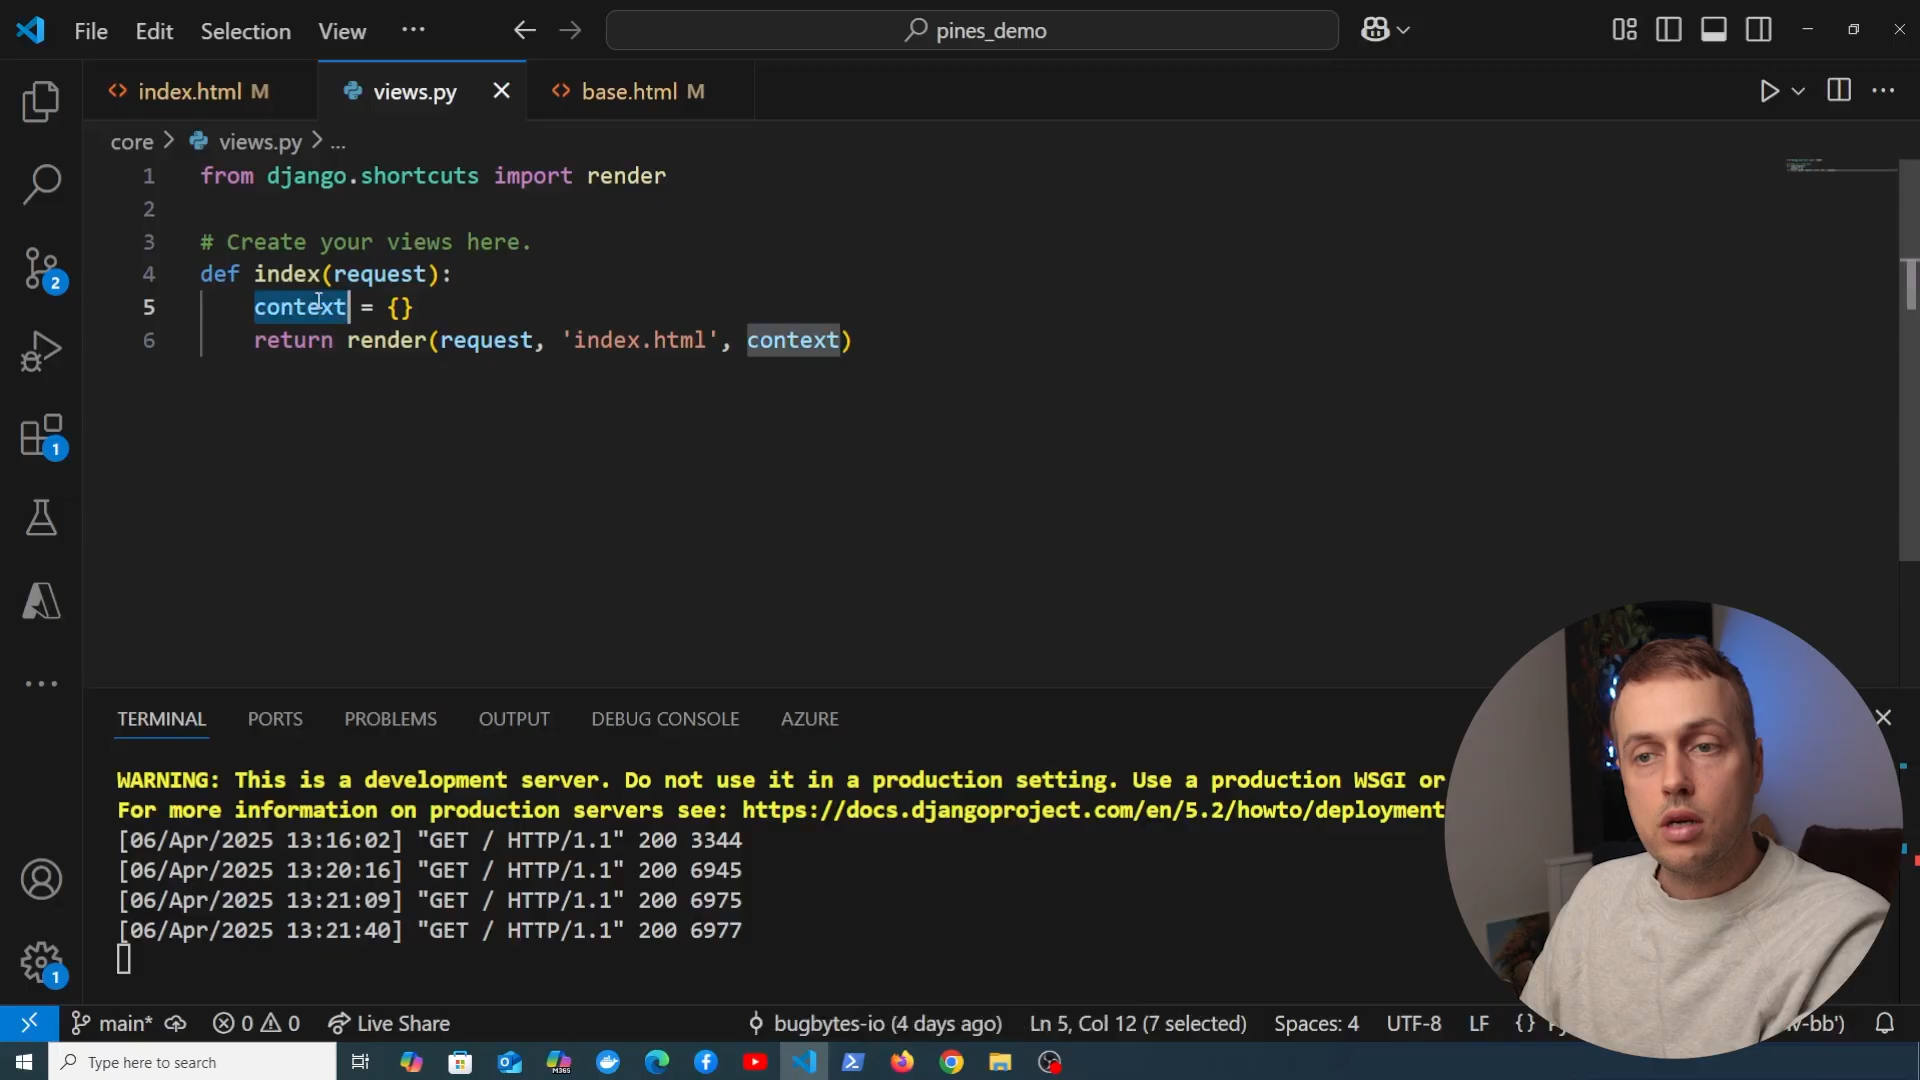 File Edit Selection View ··· pines_demo
index.html M views.py base.html M
core > views.py > ...
1 from django.shortcuts import render
2
3 # Create your views here.
4 def index(request):
5 context = {}
6 return render(request, 'index.html', context)
2
1
TERMINAL PORTS PROBLEMS OUTPUT DEBUG CONSOLE AZURE
WARNING: This is a development server. Do not use it in a production setting. Use a production WSGI or
For more information on production servers see: https://docs.djangoproject.com/en/5.2/howto/deployment
[06/Apr/2025 13:16:02] "GET / HTTP/1.1" 200 3344
[06/Apr/2025 13:20:16] "GET / HTTP/1.1" 200 6945
[06/Apr/2025 13:21:09] "GET / HTTP/1.1" 200 6975
[06/Apr/2025 13:21:40] "GET / HTTP/1.1" 200 6977
1
main* 0 0 Live Share bugbytes-io (4 days ago) Ln 5, Col 12 (7 selected) Spaces: 4 UTF-8 LF {}
Type here to search